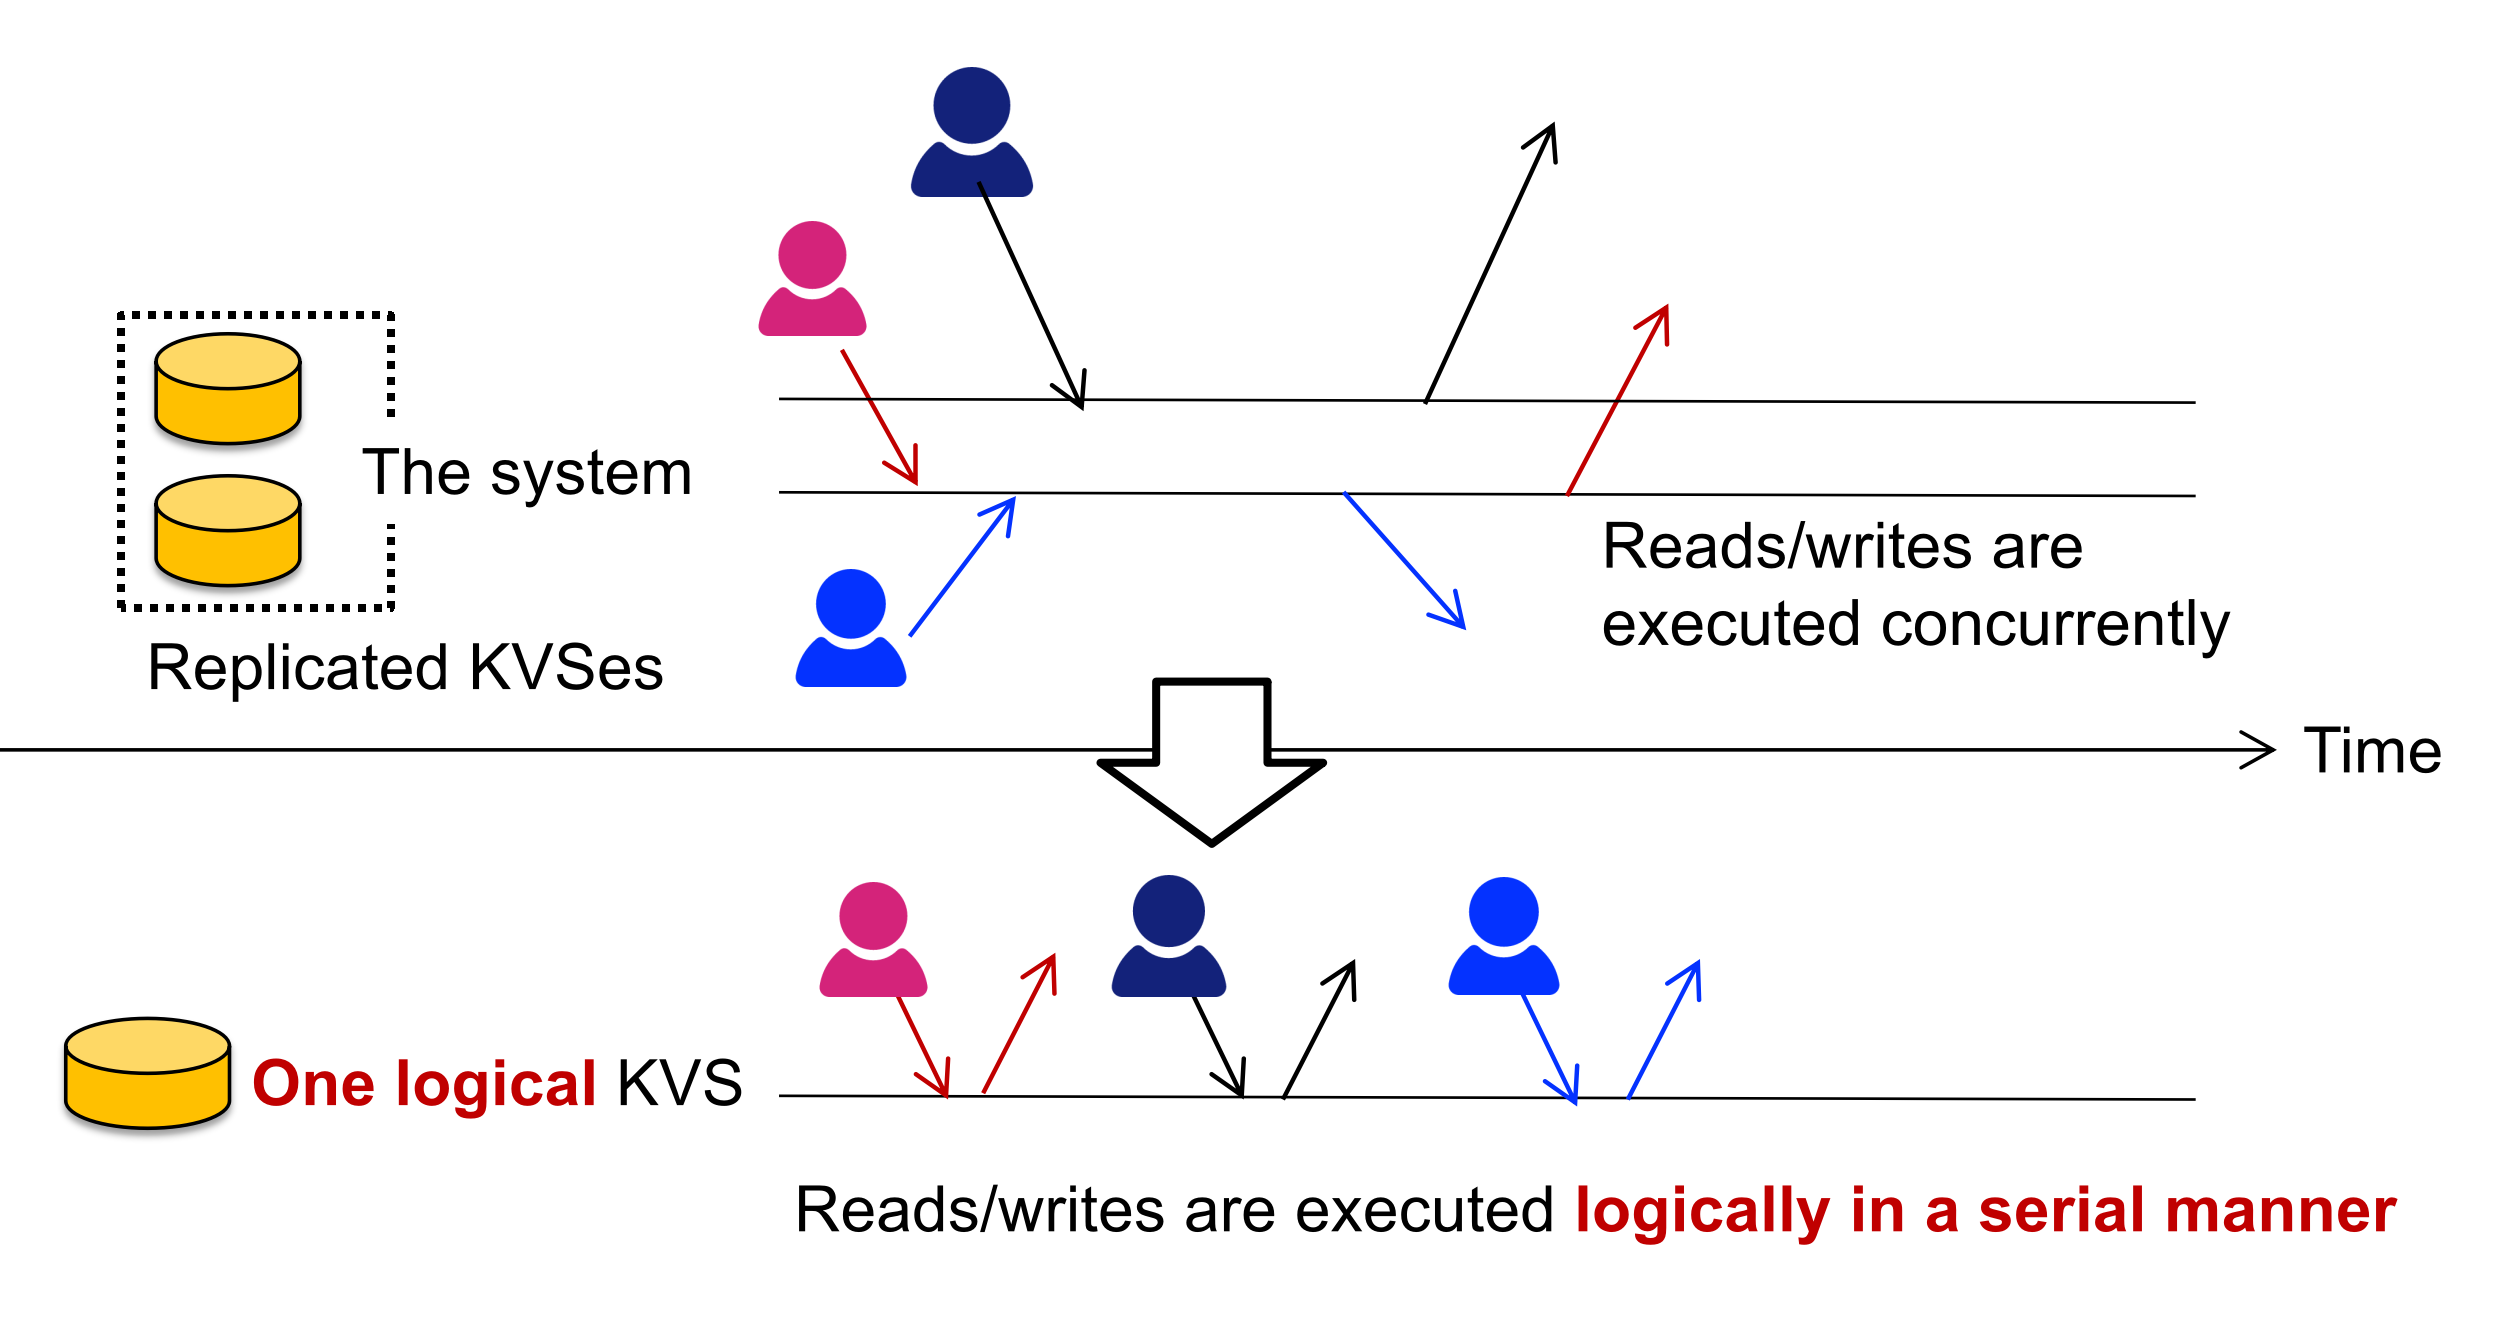 The system
Reads/writes are
executed concurrently
Replicated KVSes
Time
One logical KVS
Reads/writes are executed logically in a serial manner